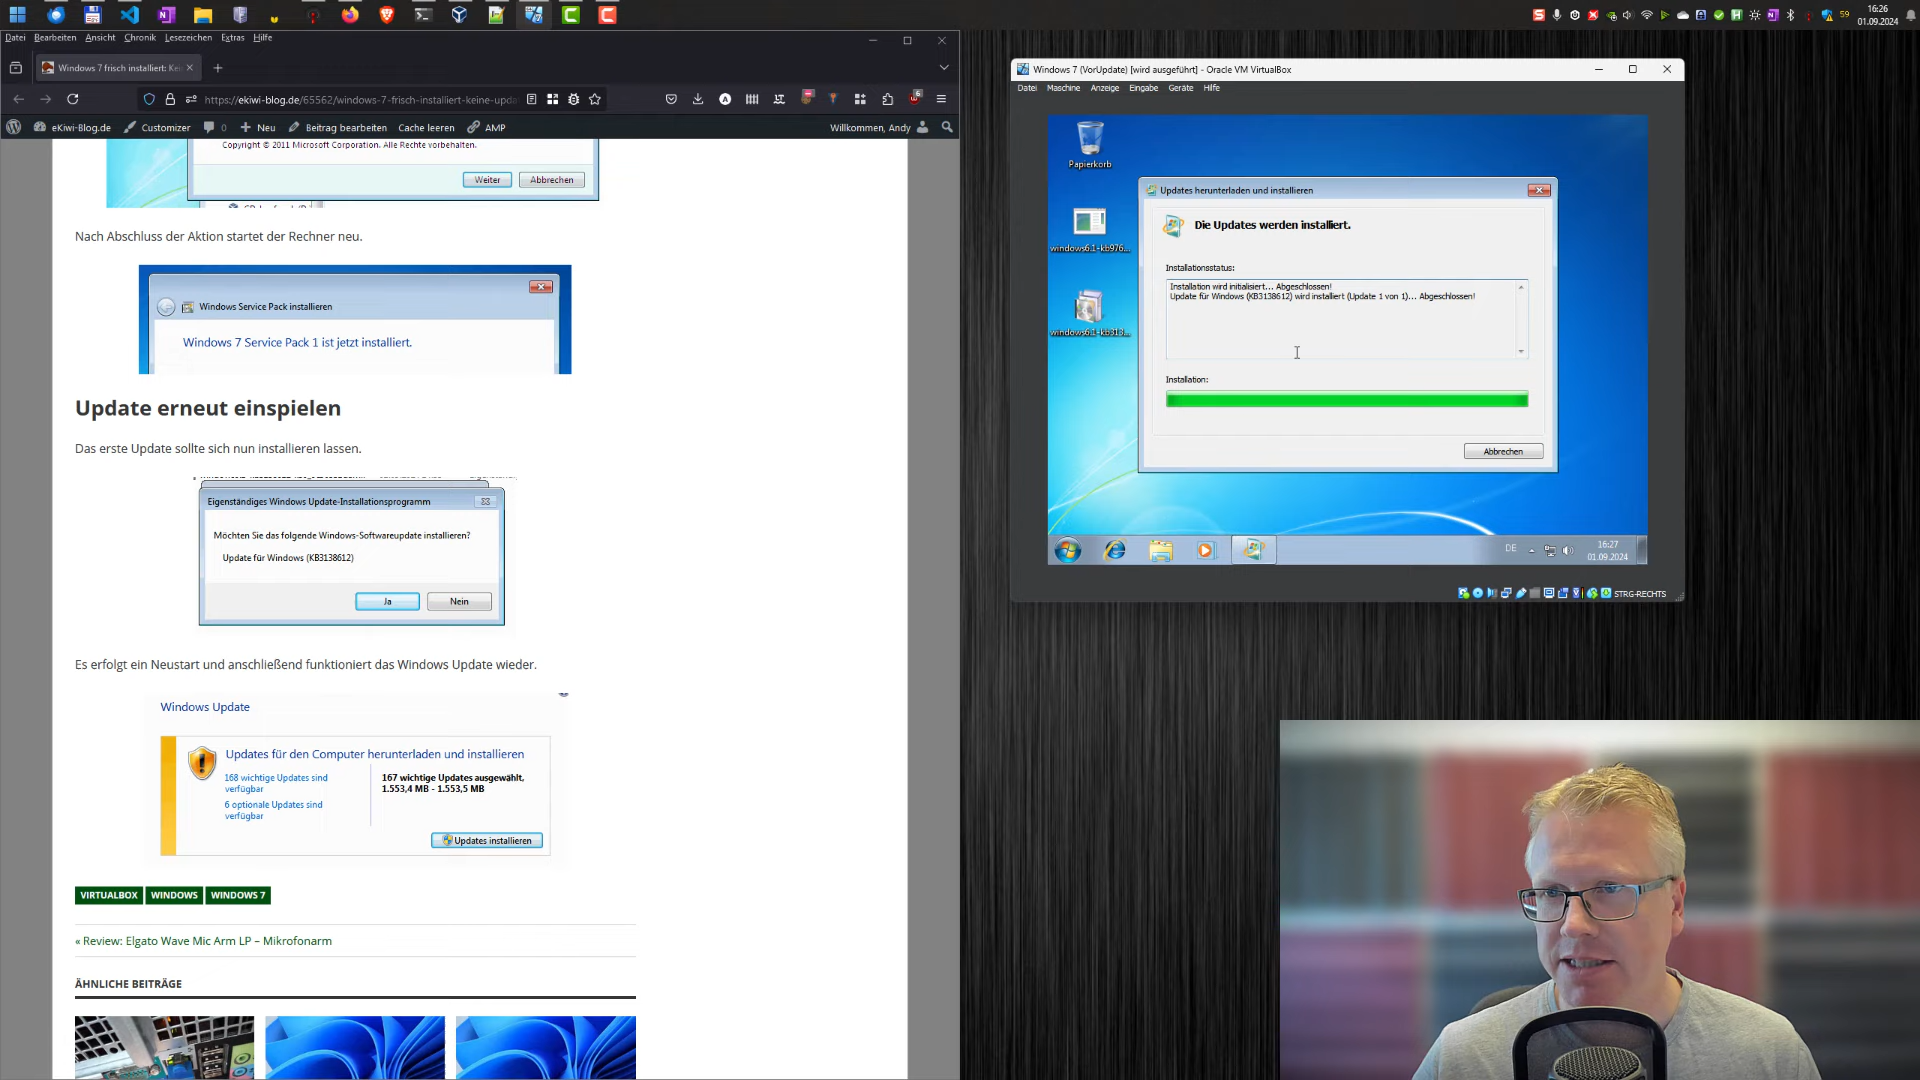 16:26
01.09.2024
59
Datei Bearbeiten Ansicht Chronik Lesezeichen Extras Hilfe
Windows 7 frisch installiert: Kei
https://ekiwi-blog.de/65562/windows-7-frisch-installiert-keine-upda
6
eKiwi-Blog.de Customizer 0 Neu Beitrag bearbeiten Cache leeren AMP Willkommen, Andy
Copyright © 2011 Microsoft Corporation. Alle Rechte vorbehalten.
Weiter Abbrechen
Nach Abschluss der Aktion startet der Rechner neu.
Windows Service Pack installieren
Windows 7 Service Pack 1 ist jetzt installiert.
Update erneut einspielen
Das erste Update sollte sich nun installieren lassen.
Eigenständiges Windows Update-Installationsprogramm
Möchten Sie das folgende Windows-Softwareupdate installieren?
Update für Windows (KB3138612)
Ja Nein
Es erfolgt ein Neustart und anschließend funktioniert das Windows Update wieder.
Windows Update
Updates für den Computer herunterladen und installieren
168 wichtige Updates sind
verfügbar
6 optionale Updates sind
verfügbar
167 wichtige Updates ausgewählt,
1.553,4 MB - 1.553,5 MB
Updates installieren
VIRTUALBOX WINDOWS WINDOWS 7
« Review: Elgato Wave Mic Arm LP – Mikrofonarm
ÄHNLICHE BEITRÄGE
Windows 7 (VorUpdate) [wird ausgeführt] - Oracle VM VirtualBox
Datei Maschine Anzeige Eingabe Geräte Hilfe
Papierkorb
windows6.1-kb976...
windows6.1-kb313...
Updates herunterladen und installieren
Die Updates werden installiert.
Installationsstatus:
Installation wird initialisiert... Abgeschlossen!
Update für Windows (KB3138612) wird installiert (Update 1 von 1)... Abgeschlossen!
Installation:
Abbrechen
DE
16:27
01.09.2024
STRG-RECHTS